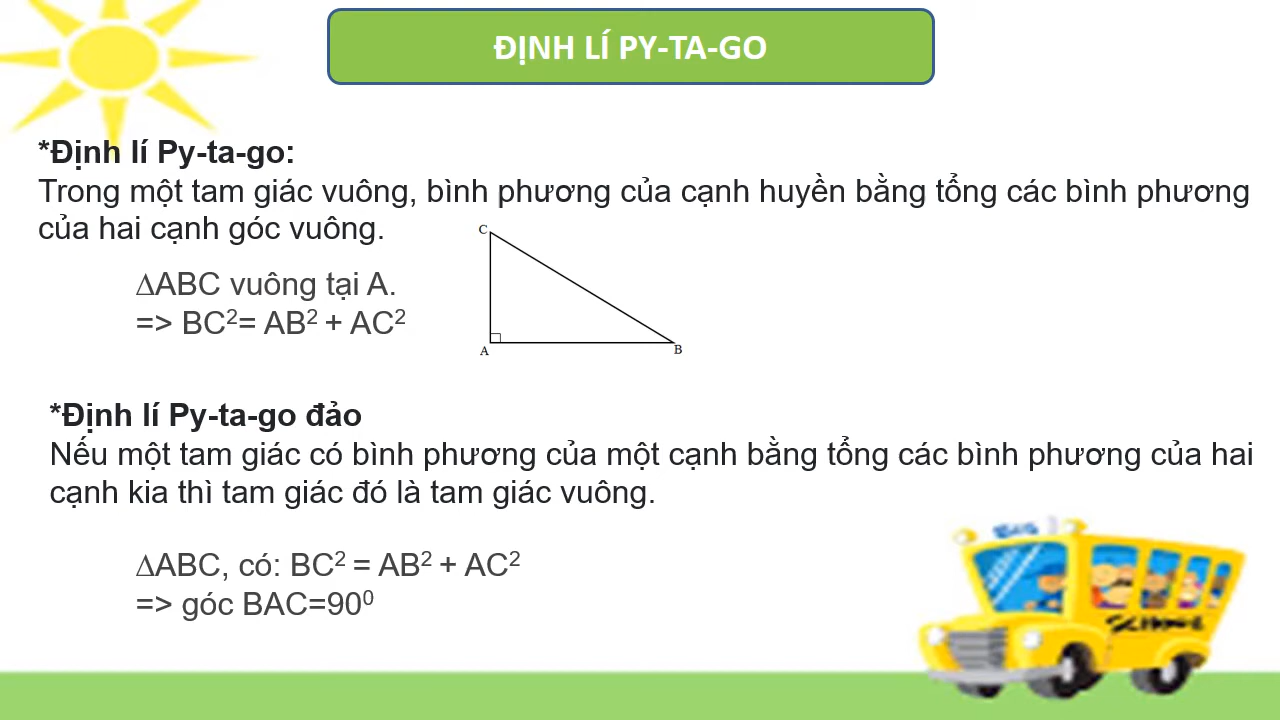 ĐỊNH LÍ PY-TA-GO
*Định lí Py-ta-go:
Trong một tam giác vuông, bình phương của cạnh huyền bằng tổng các bình phương
của hai cạnh góc vuông.
C
∆ABC vuông tại A.
=> BC²= AB² + AC²
A
B
*Định lí Py-ta-go đảo
Nếu một tam giác có bình phương của một cạnh bằng tổng các bình phương của hai
cạnh kia thì tam giác đó là tam giác vuông.
∆ABC, có: BC² = AB² + AC²
=> góc BAC=90⁰
BUS
SCHOOL